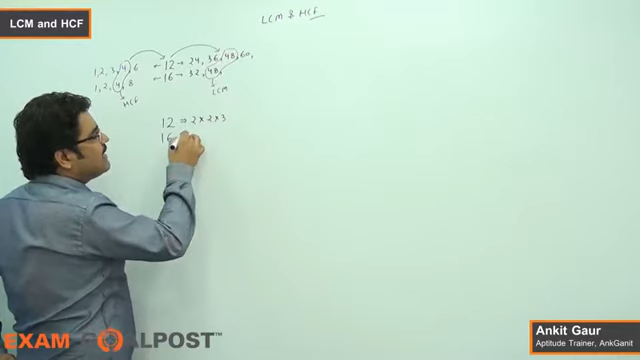 LCM and HCF
LCM & HCF
1, 2, 3, 4, 6 ← 12 → 24, 36, 48, 60,
1, 2, 4, 8 ← 16 → 32, 48,
HCF
LCM
12 ⇒ 2 × 2 × 3
16
EXAM GOALPOST™
Ankit Gaur
Aptitude Trainer, AnkGanit